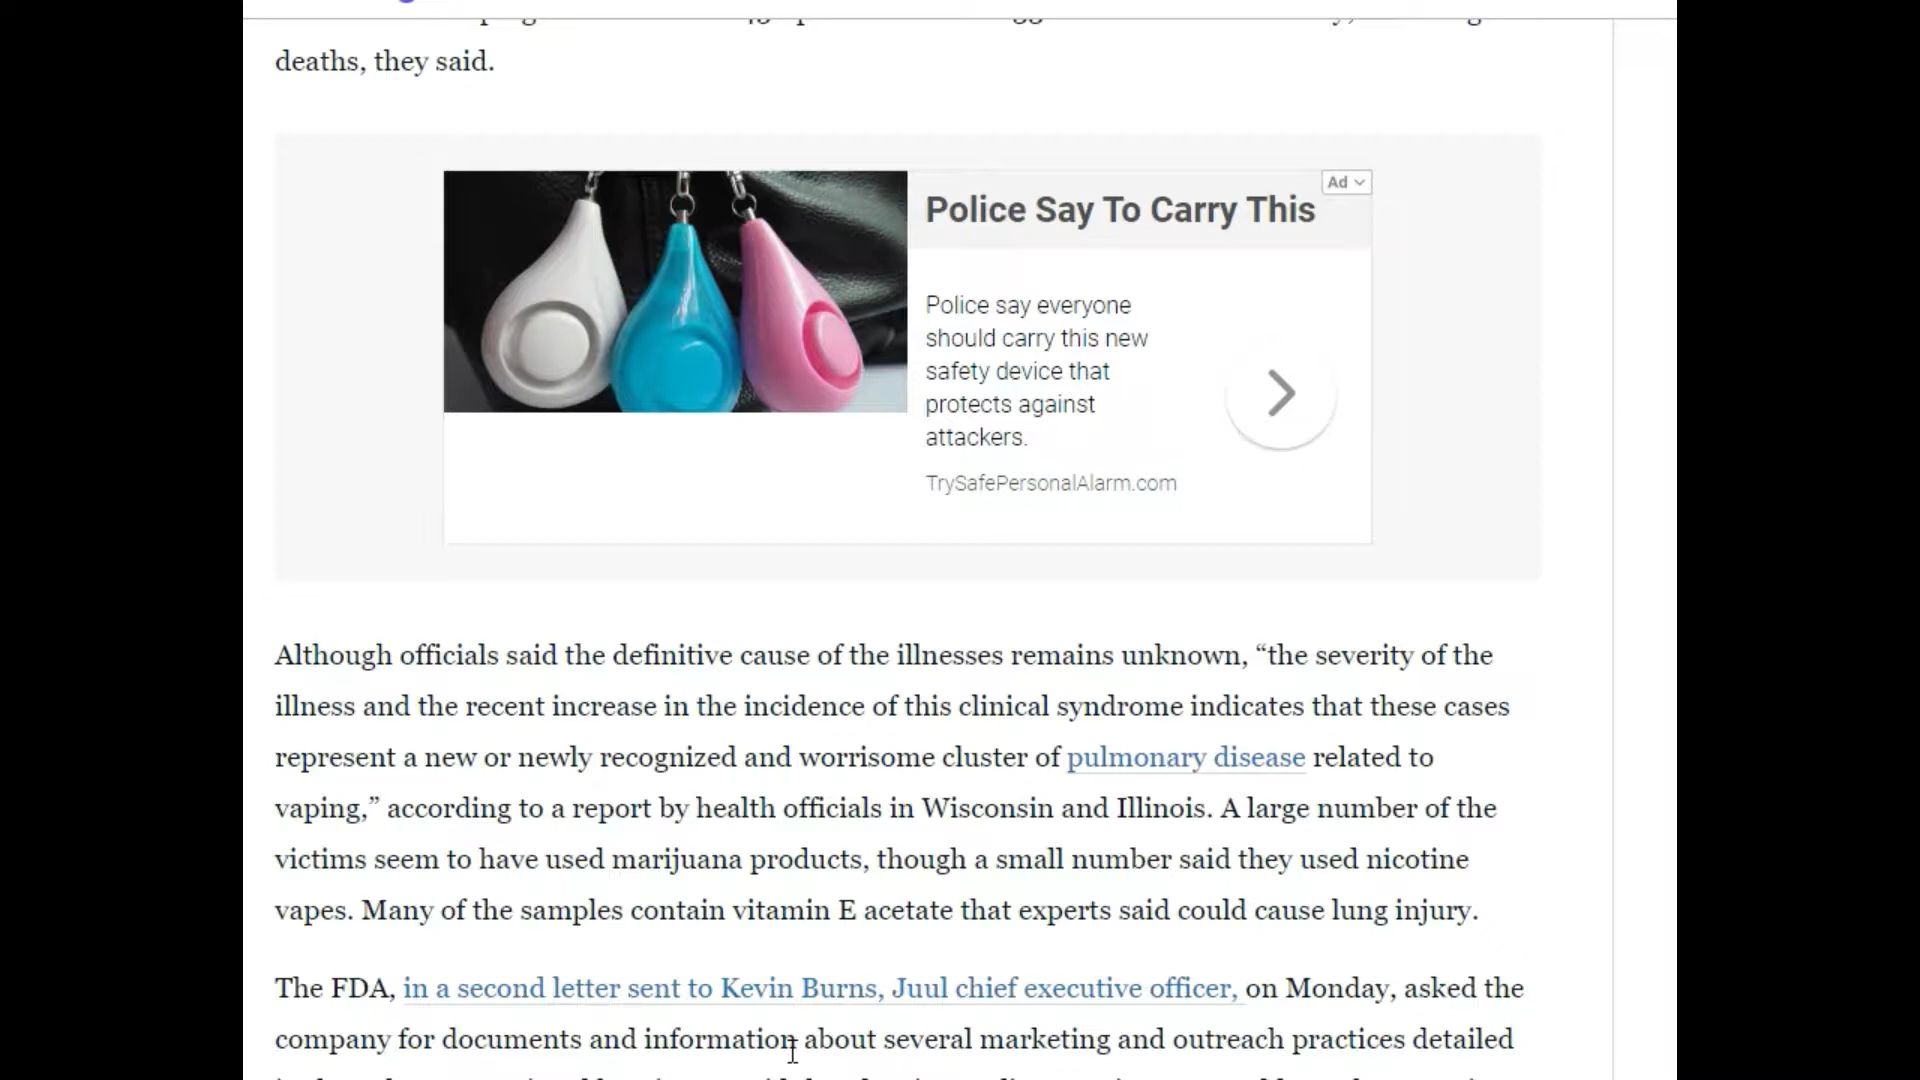 deaths, they said.
Ad
Police Say To Carry This
Police say everyone
should carry this new
safety device that
protects against
attackers.
TrySafePersonalAlarm.com
Although officials said the definitive cause of the illnesses remains unknown, “the severity of the
illness and the recent increase in the incidence of this clinical syndrome indicates that these cases
represent a new or newly recognized and worrisome cluster of pulmonary disease related to
vaping,” according to a report by health officials in Wisconsin and Illinois. A large number of the
victims seem to have used marijuana products, though a small number said they used nicotine
vapes. Many of the samples contain vitamin E acetate that experts said could cause lung injury.
The FDA, in a second letter sent to Kevin Burns, Juul chief executive officer, on Monday, asked the
company for documents and information about several marketing and outreach practices detailed